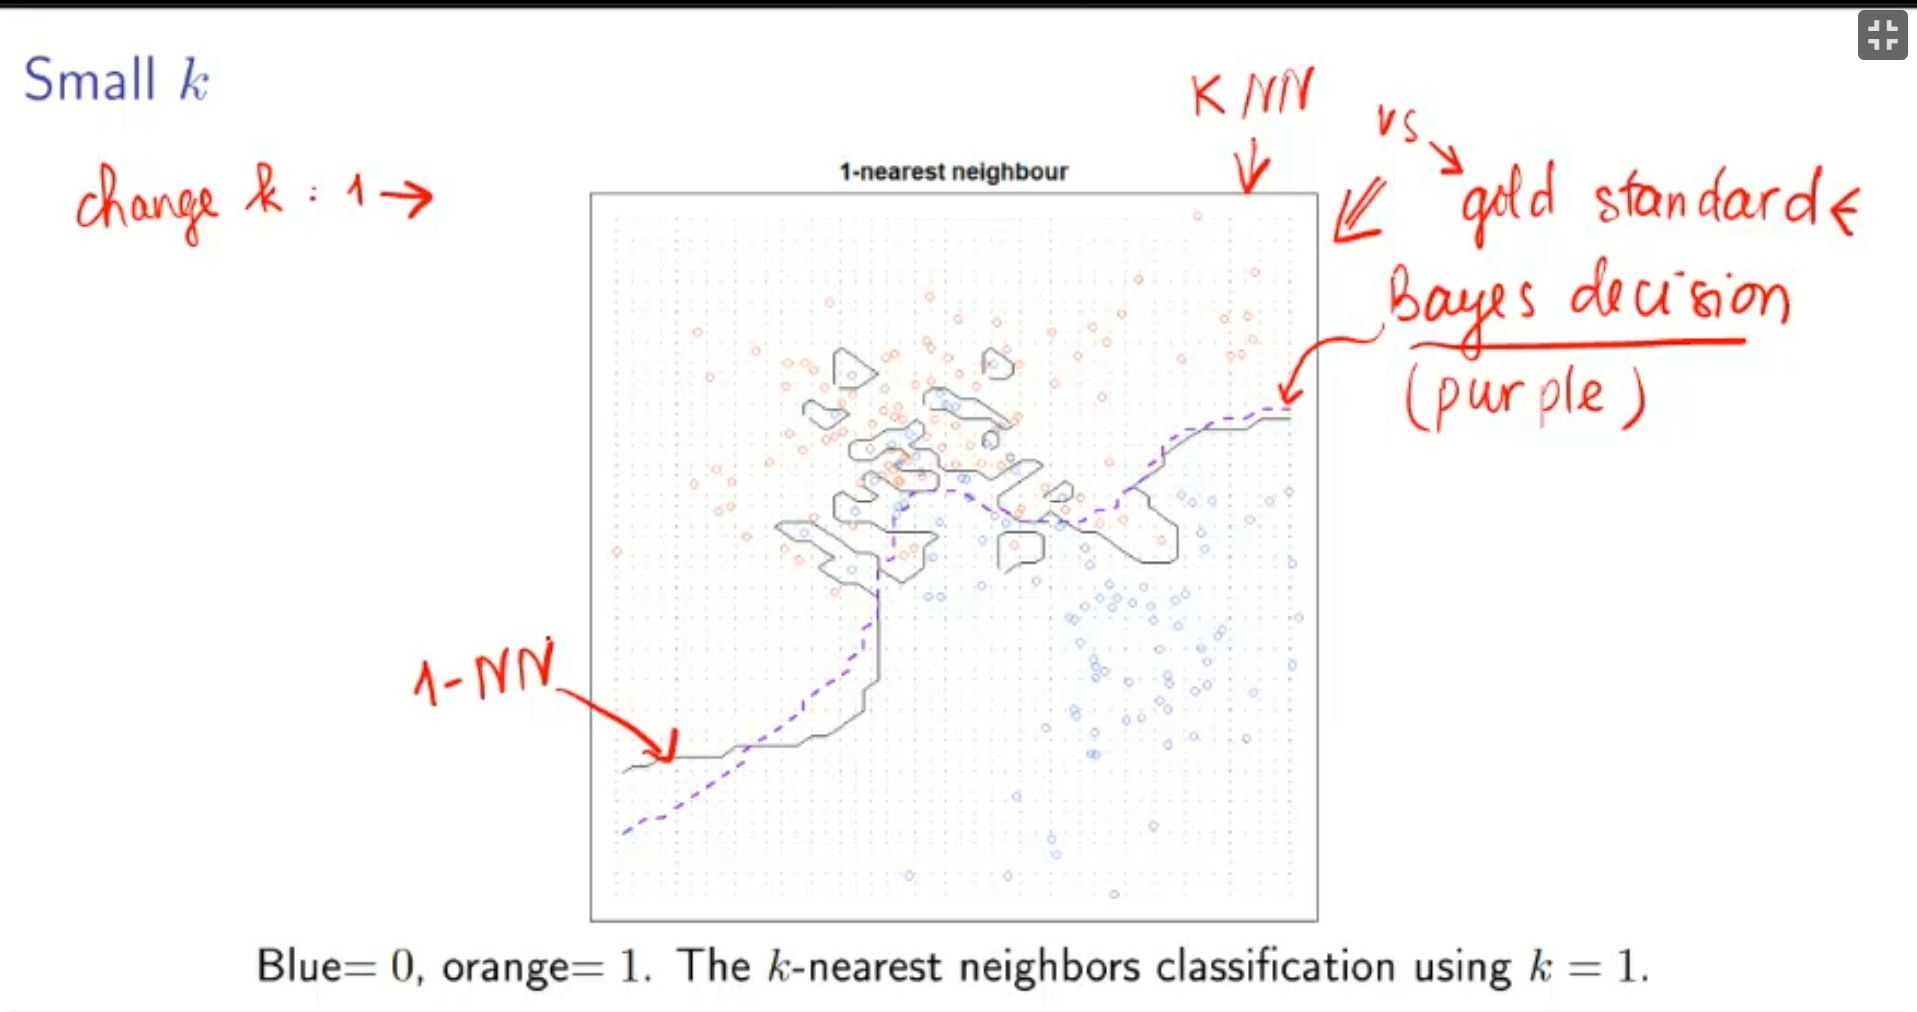 Small k
K NN
vs
change k : 1 →
gold standard ←
1-nearest neighbour
Bayes decision
(purple)
1-NN
Blue= 0, orange= 1. The k-nearest neighbors classification using k = 1.